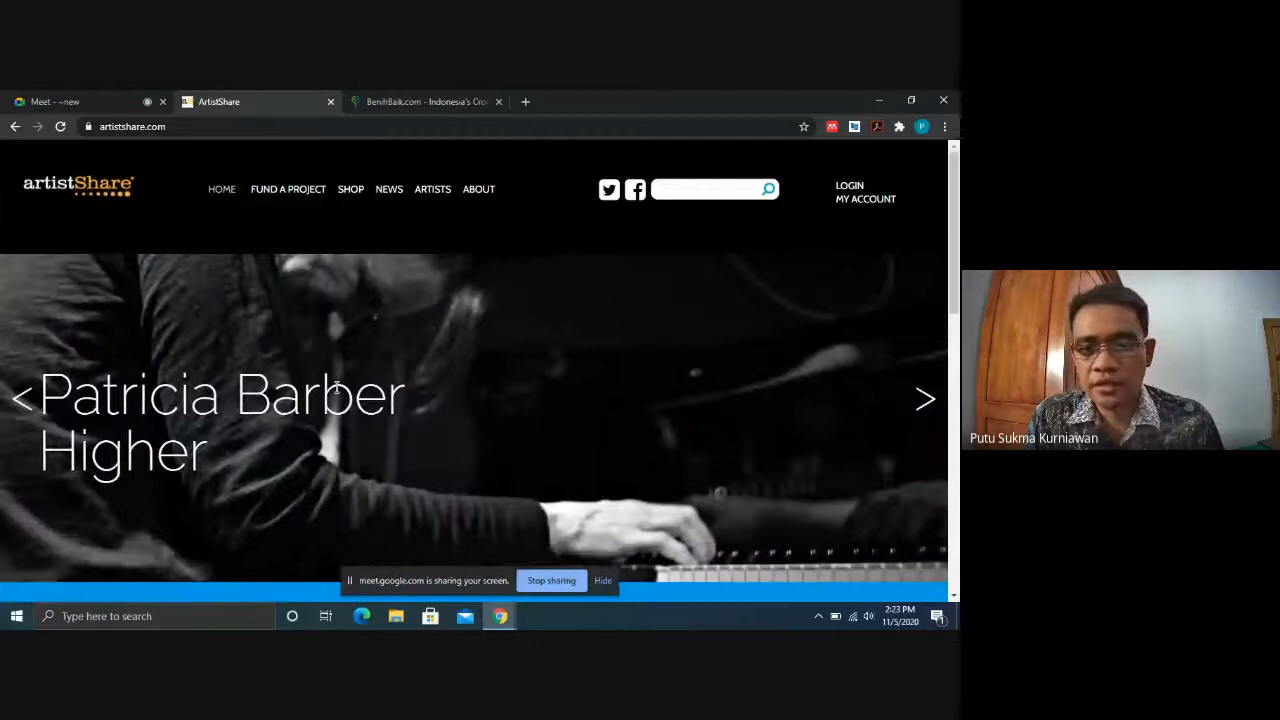 Meet - ~new
ArtistShare
BenihBaik.com - Indonesia's Cro
artistshare.com
artistShare
HOME
FUND A PROJECT
SHOP
NEWS
ARTISTS
ABOUT
LOGIN
MY ACCOUNT
<Patricia Barber
Higher
>
meet.google.com is sharing your screen.
Stop sharing
Hide
Type here to search
2:23 PM
11/5/2020
Putu Sukma Kurniawan